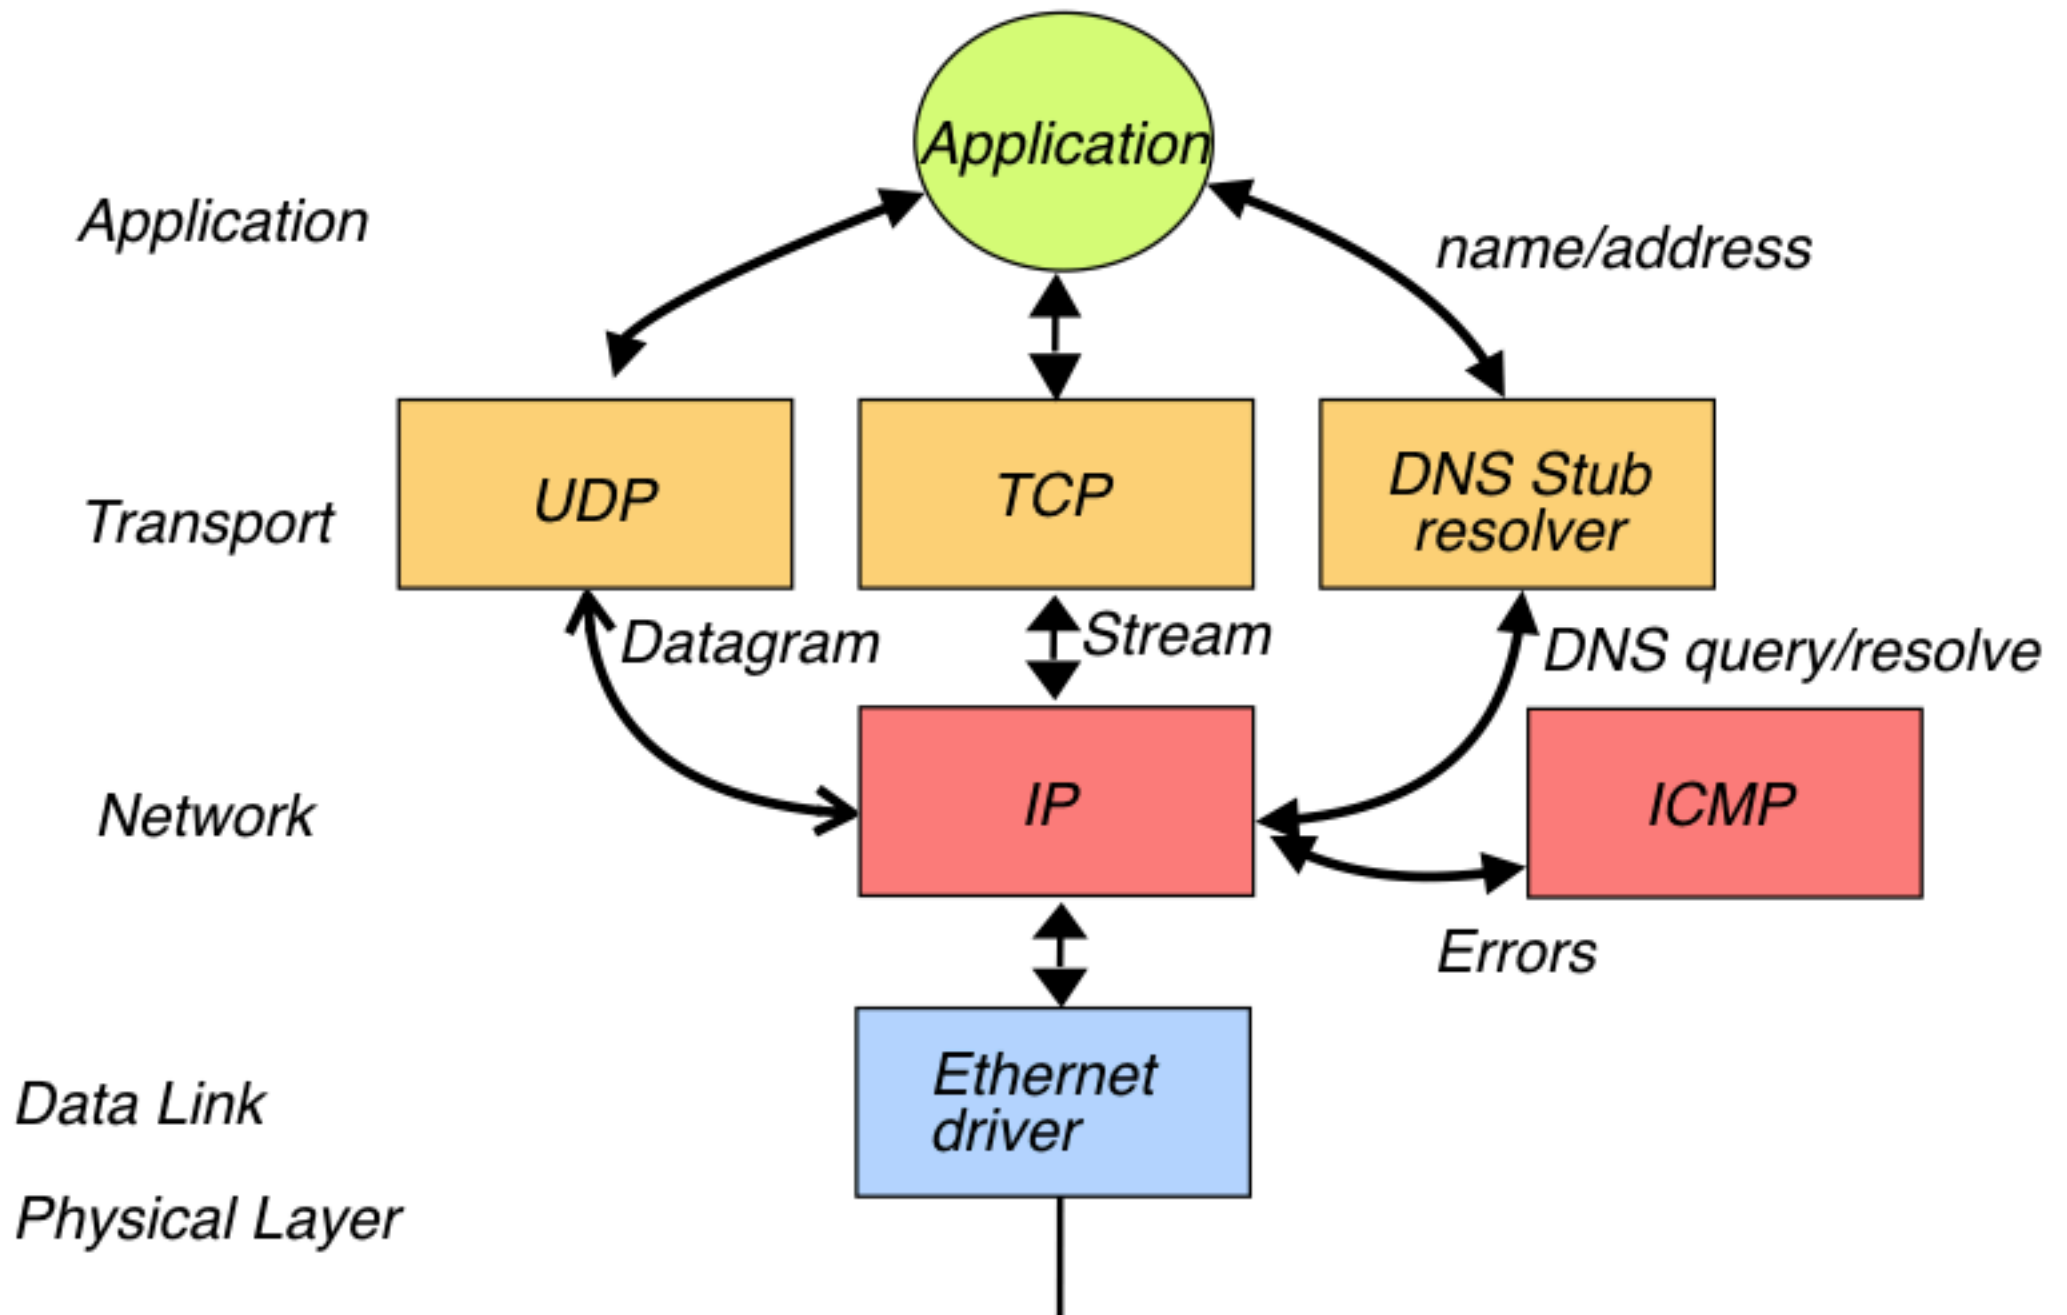 Application
Application
name/address
UDP
TCP
DNS Stub
resolver
Transport
Datagram
Stream
DNS query/resolve
Network
IP
ICMP
Errors
Ethernet
driver
Data Link
Physical Layer